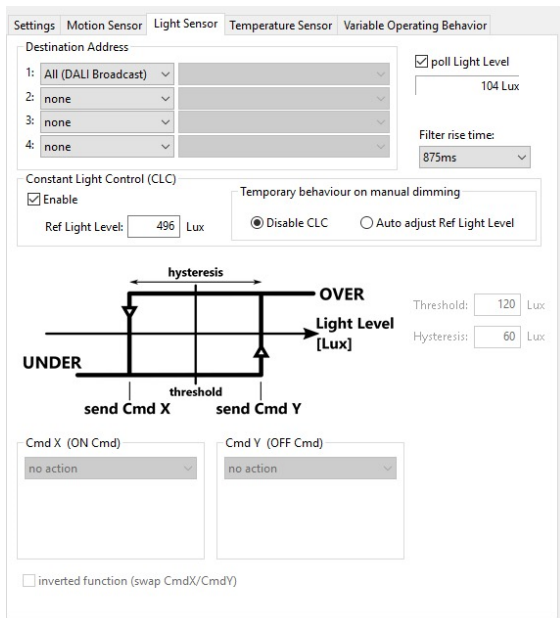 Settings Motion Sensor Light Sensor Temperature Sensor Variable Operating Behavior
Destination Address
1: All (DALI Broadcast)
2: none
3: none
4: none
poll Light Level
104 Lux
Filter rise time:
875ms
Constant Light Control (CLC)
Enable
Ref Light Level: 496 Lux
Temporary behaviour on manual dimming
Disable CLC Auto adjust Ref Light Level
hysteresis
OVER
Light Level
[Lux]
UNDER
threshold
send Cmd X send Cmd Y
Threshold: 120 Lux
Hysteresis: 60 Lux
Cmd X (ON Cmd)
no action
Cmd Y (OFF Cmd)
no action
inverted function (swap CmdX/CmdY)